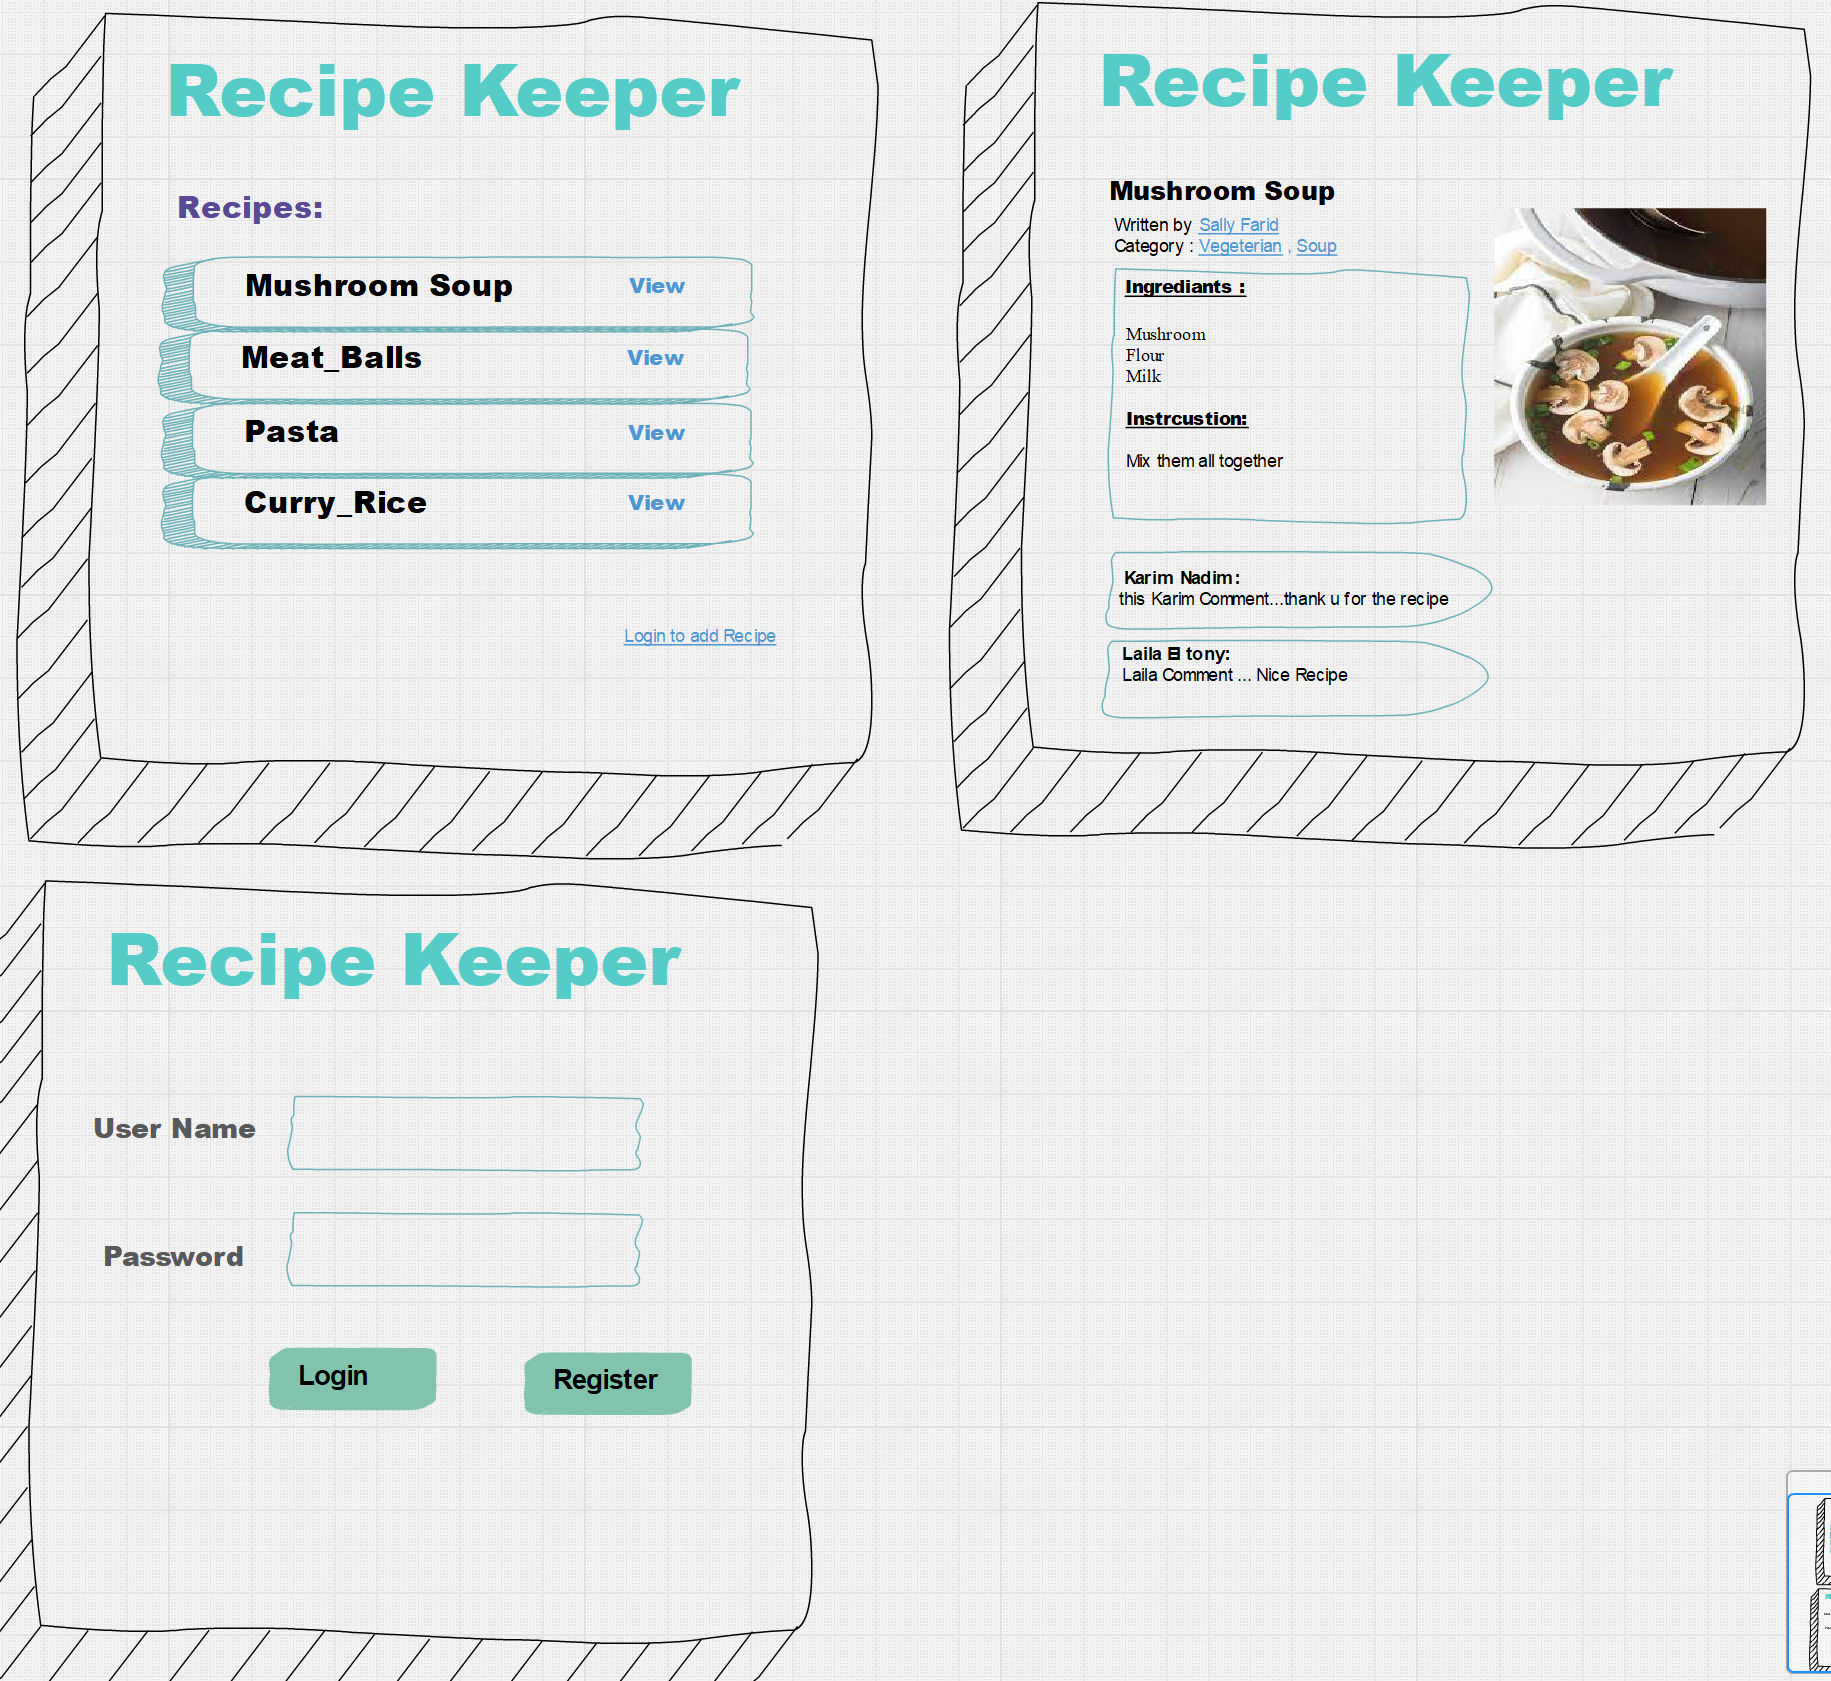 Recipe Keeper
Recipes:
Mushroom Soup View
Meat_Balls View
Pasta View
Curry_Rice View
Login to add Recipe
Recipe Keeper
Mushroom Soup
Written by Sally Farid
Category : Vegeterian , Soup
Ingrediants :
Mushroom
Flour
Milk
Instrcustion:
Mix them all together
Karim Nadim:
this Karim Comment...thank u for the recipe
Laila El tony:
Laila Comment ... Nice Recipe
Recipe Keeper
User Name
Password
Login
Register